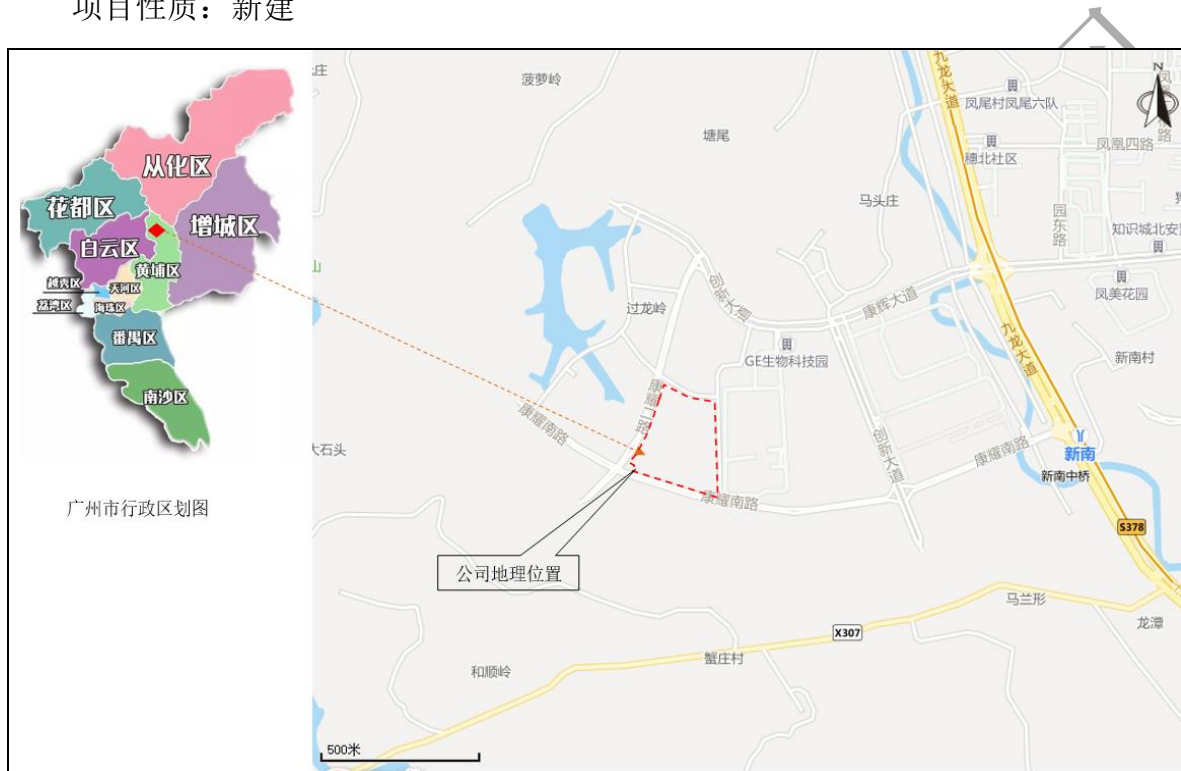 项目性质：新建
从化区
花都区
增城区
白云区
黄埔区
越秀区
天河区
荔湾区
海珠区
番禺区
南沙区
广州市行政区划图
庄
菠萝岭
塘尾
九龙大道
凤尾村凤尾六队
N
穗北社区
凤凰四路
马头庄
园东路
知识城北安
山
创新大道
过龙岭
康辉大道
凤美花园
GE生物科技园
九龙大道
新南村
康耀一路
康耀南路
大石头
创新大道
康耀南路
新南
新南中桥
康耀南路
S378
公司地理位置
马兰形
龙潭
X307
蟹庄村
和顺岭
500米